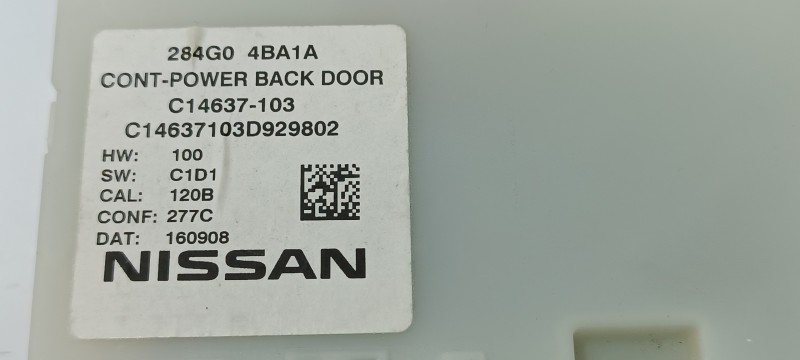 284G0 4BA1A
CONT-POWER BACK DOOR
C14637-103
C14637103D929802
HW: 100
SW: C1D1
CAL: 120B
CONF: 277C
DAT: 160908
NISSAN